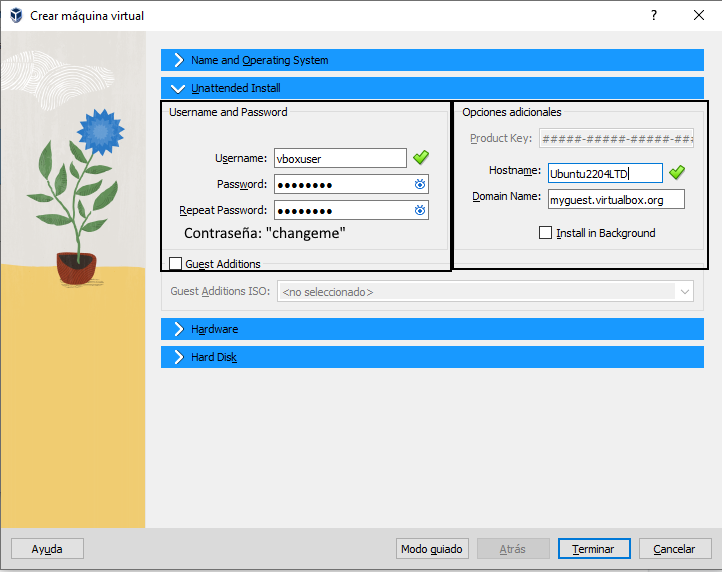 Crear máquina virtual
Name and Operating System
Unattended Install
Username and Password
Username: vboxuser
Password: ●●●●●●●●
Repeat Password: ●●●●●●●●
Contraseña: "changeme"
Opciones adicionales
Product Key: #####-#####-#####-###
Hostname: Ubuntu2204LTD
Domain Name: myguest.virtualbox.org
Install in Background
Guest Additions
Guest Additions ISO: <no seleccionado>
Hardware
Hard Disk
Ayuda Modo guiado Atrás Terminar Cancelar